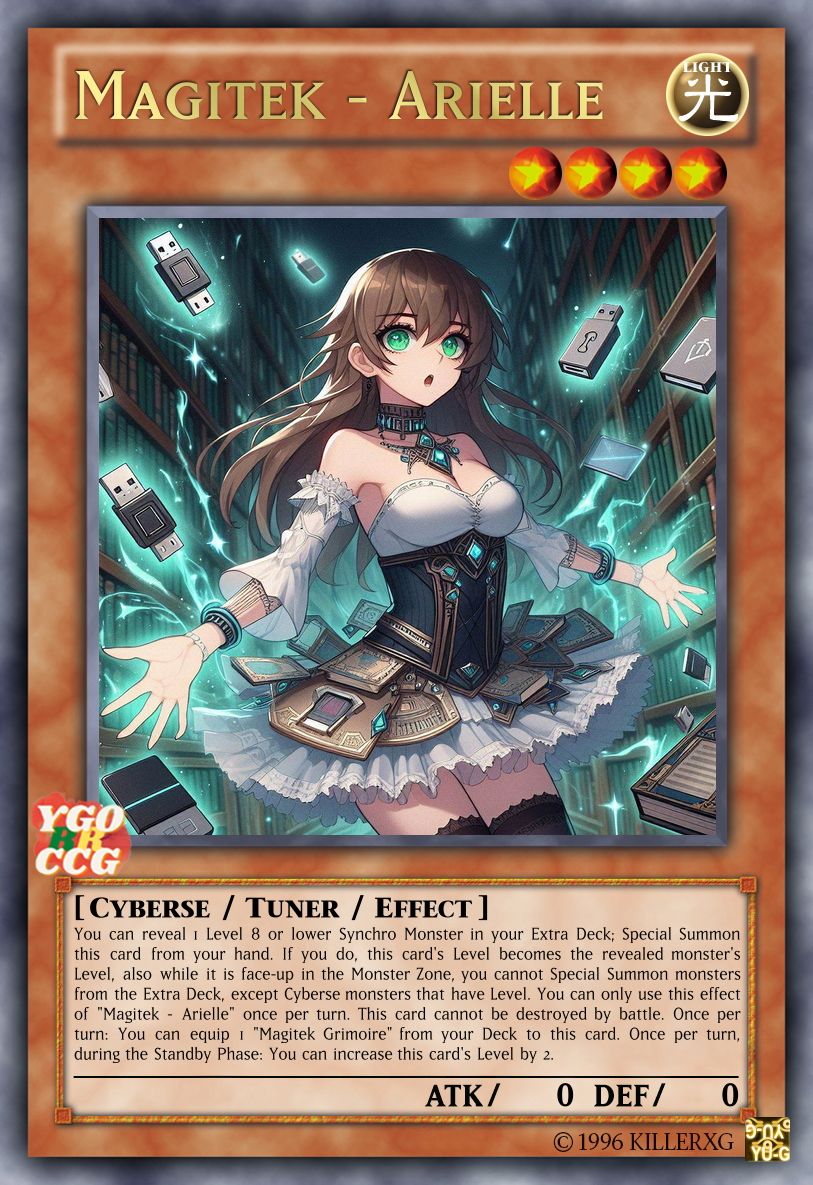 MAGITEK - ARIELLE
LIGHT
光
YGO
BR
CCG
[ CYBERSE / TUNER / EFFECT ]
You can reveal 1 Level 8 or lower Synchro Monster in your Extra Deck; Special Summon
this card from your hand. If you do, this card's Level becomes the revealed monster's
Level, also while it is face-up in the Monster Zone, you cannot Special Summon monsters
from the Extra Deck, except Cyberse monsters that have Level. You can only use this effect
of "Magitek - Arielle" once per turn. This card cannot be destroyed by battle. Once per
turn: You can equip 1 "Magitek Grimoire" from your Deck to this card. Once per turn,
during the Standby Phase: You can increase this card's Level by 2.
ATK/ 0 DEF/ 0
© 1996 KILLERXG